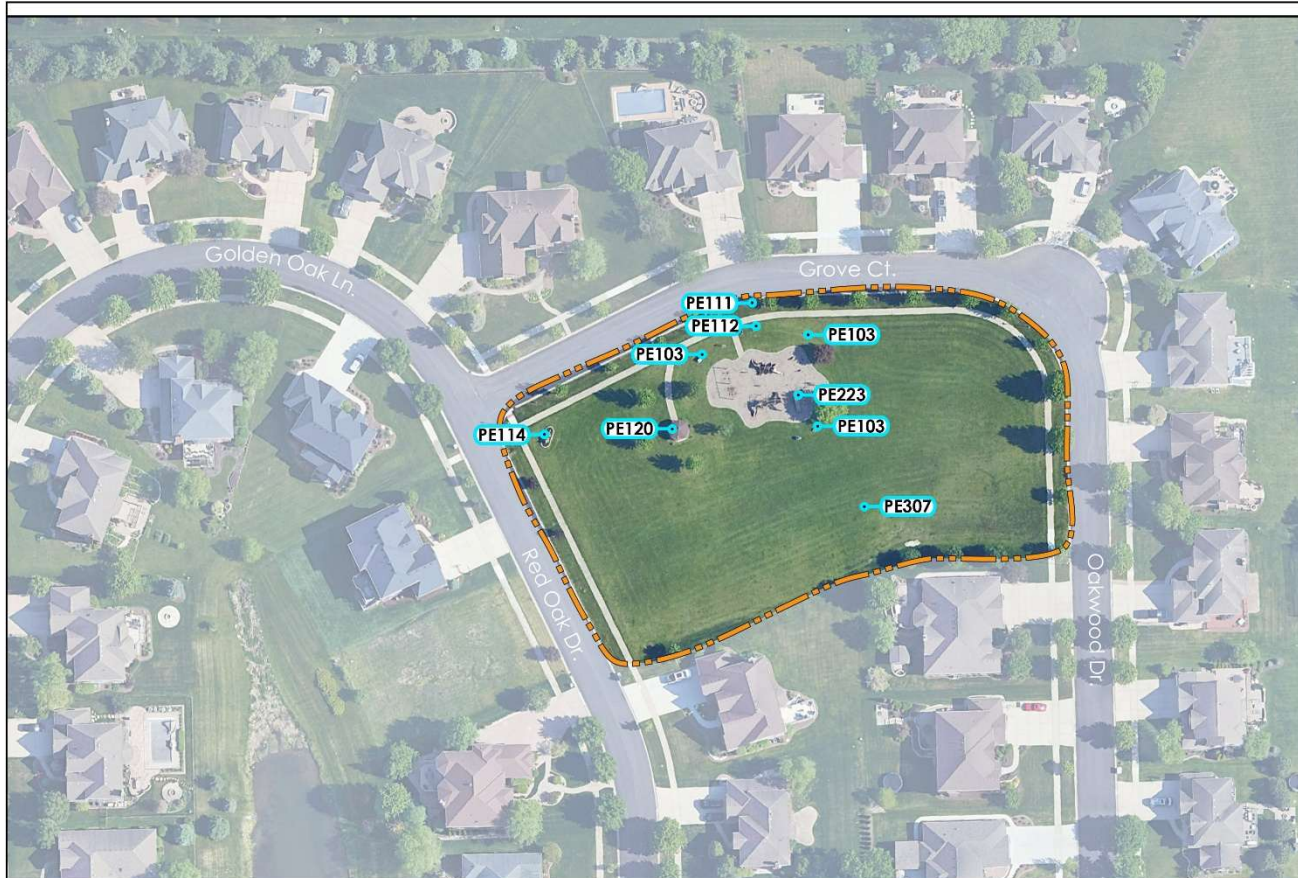 Golden Oak Ln.
Grove Ct.
PE111
PE112
PE103
PE103
PE223
PE114
PE120
PE103
PE307
Red Oak Dr.
Oakwood Dr.